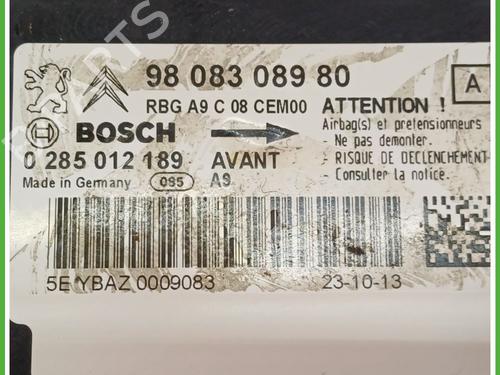 98 083 089 80
A
RBG A9 C 08 CEM00
ATTENTION !
BOSCH
Airbag(s) et pretensionneurs
Ne pas demonter.
0 285 012 189 AVANT
- RISQUE DE DECLENCHEMENT
Made in Germany 095 A9
- Consulter la notice.
5E YBAZ 0009083
23-10-13